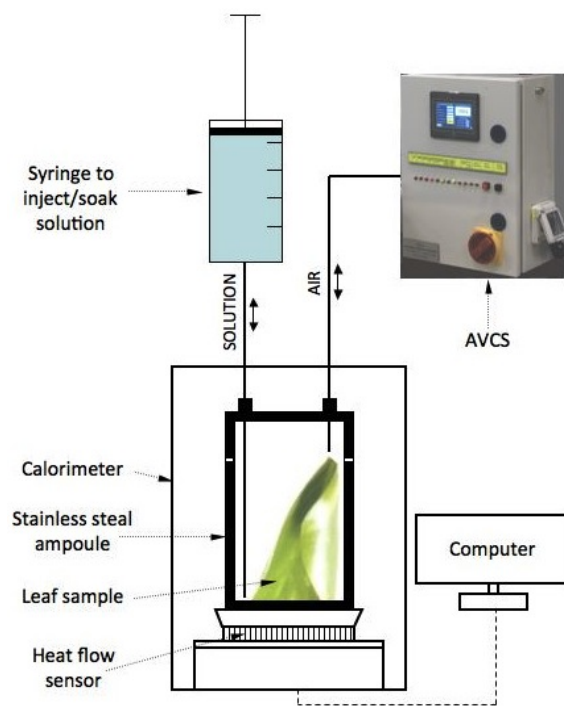 Syringe to
inject/soak
solution
SOLUTION
AIR
AVCS
Calorimeter
Stainless steal
ampoule
Leaf sample
Heat flow
sensor
Computer